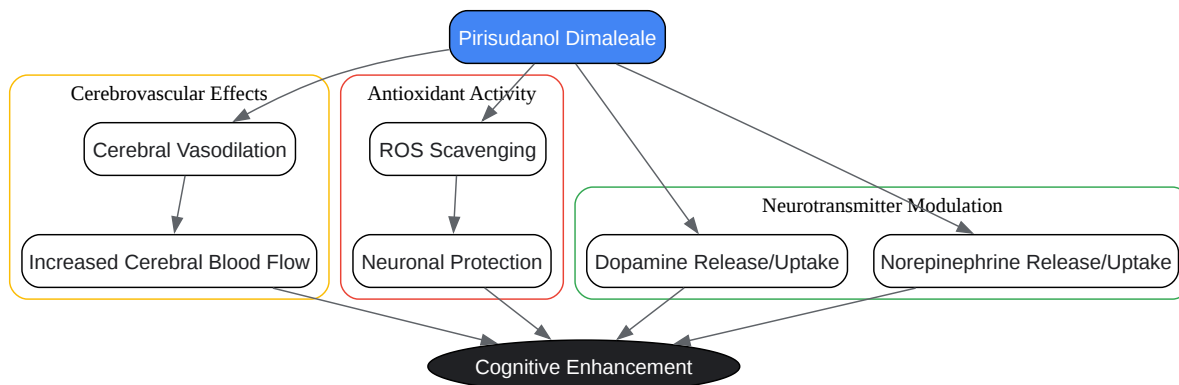 Pirisudanol Dimaleale
Cerebrovascular Effects
Antioxidant Activity
Cerebral Vasodilation
ROS Scavenging
Neurotransmitter Modulation
Increased Cerebral Blood Flow
Neuronal Protection
Dopamine Release/Uptake
Norepinephrine Release/Uptake
Cognitive Enhancement